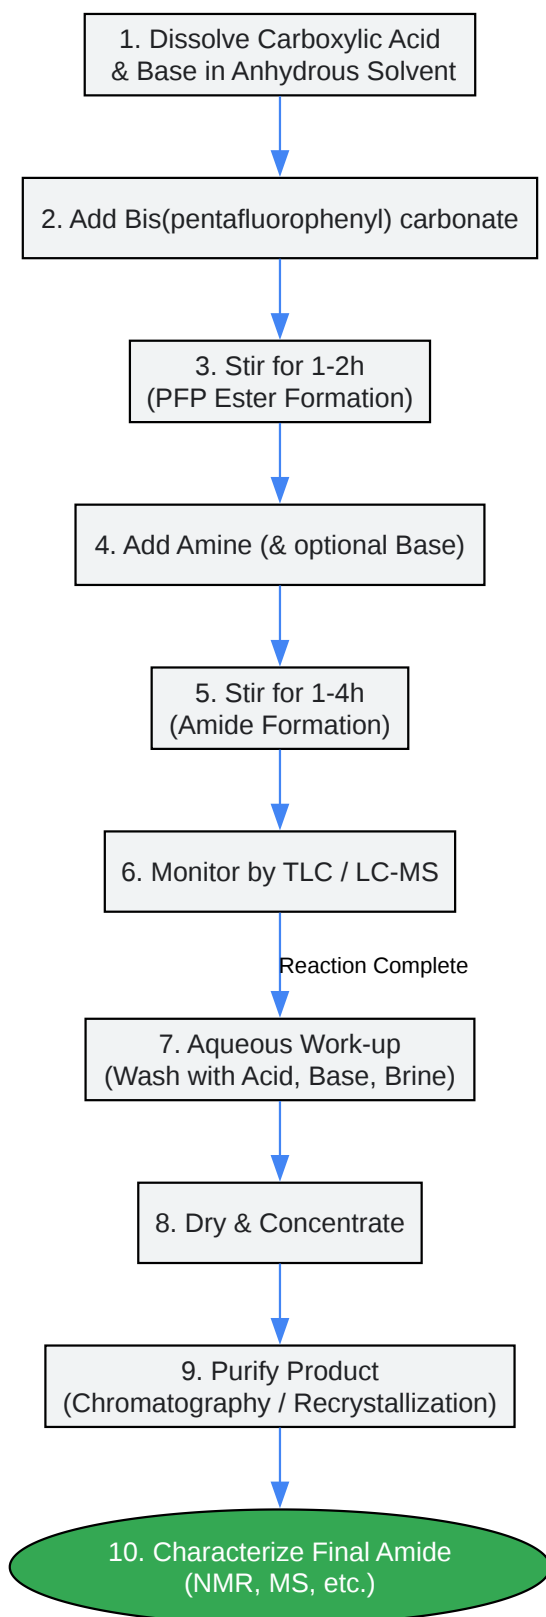 1. Dissolve Carboxylic Acid
& Base in Anhydrous Solvent
2. Add Bis(pentafluorophenyl) carbonate
3. Stir for 1-2h
(PFP Ester Formation)
4. Add Amine (& optional Base)
5. Stir for 1-4h
(Amide Formation)
6. Monitor by TLC / LC-MS
Reaction Complete
7. Aqueous Work-up
(Wash with Acid, Base, Brine)
8. Dry & Concentrate
9. Purify Product
(Chromatography / Recrystallization)
10. Characterize Final Amide
(NMR, MS, etc.)